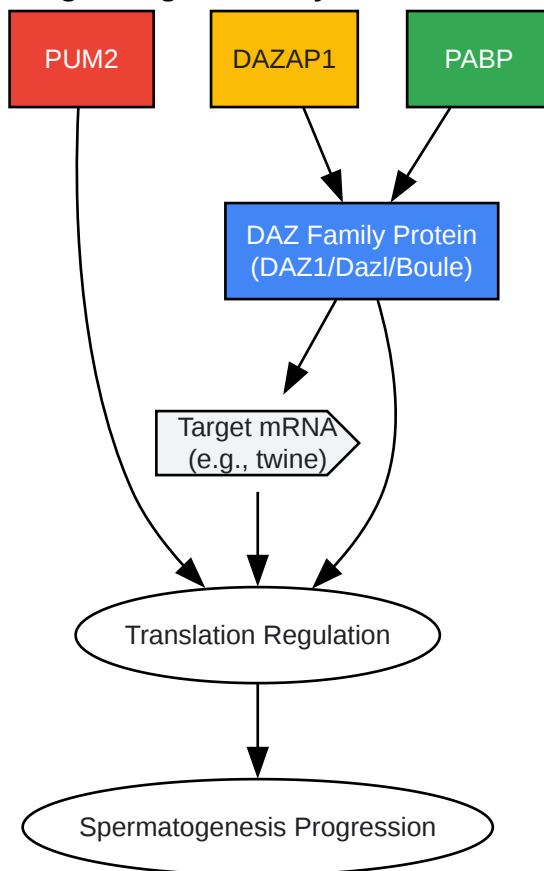 PUM2
DAZAP1
PABP
DAZ Family Protein
(DAZ1/Dazl/Boule)
Target mRNA
(e.g., twine)
Translation Regulation
Spermatogenesis Progression